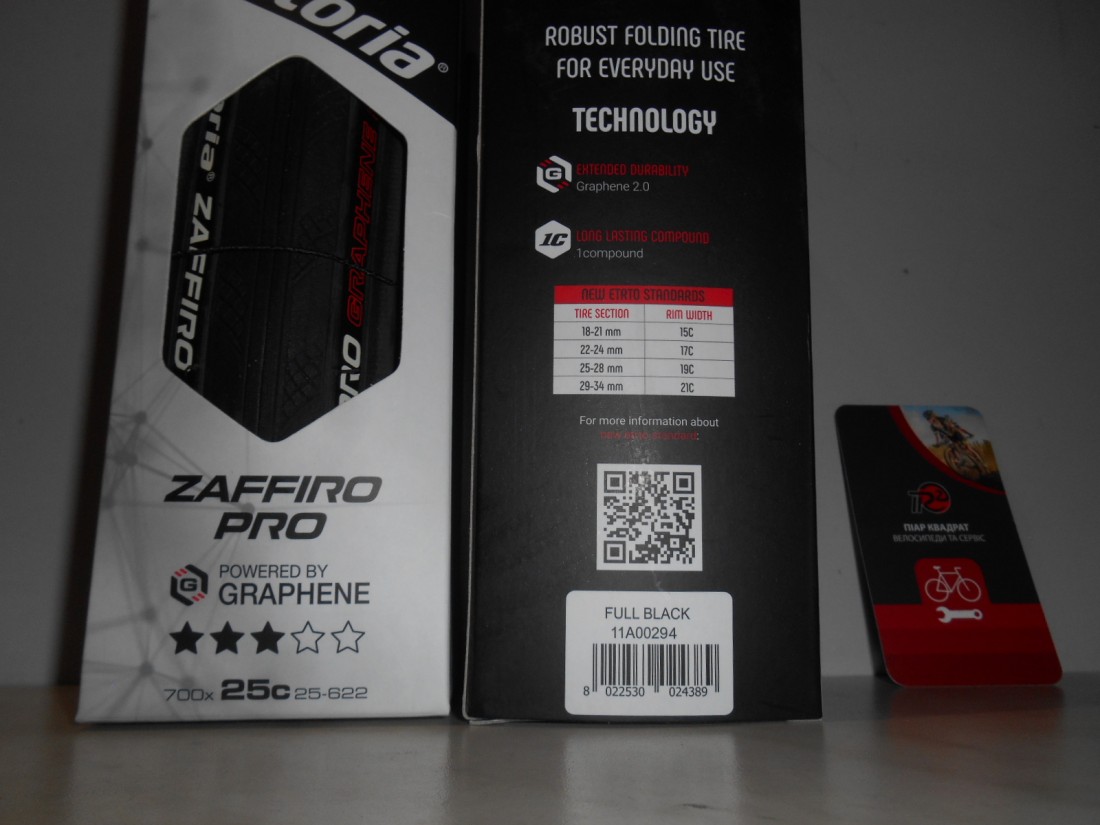 toria®
oria® ZAFFIRO
PRO GRAPHENE
ZAFFIRO
PRO
G POWERED BY
GRAPHENE
700x 25c 25-622
ROBUST FOLDING TIRE
FOR EVERYDAY USE
TECHNOLOGY
G EXTENDED DURABILITY
Graphene 2.0
1C LONG LASTING COMPOUND
1compound
NEW ETRTO STANDARDS
TIRE SECTION RIM WIDTH
18-21 mm 15C
22-24 mm 17C
25-28 mm 19C
29-34 mm 21C
For more information about
FULL BLACK
11A00294
8 022530 024389
ПІАР КВАДРАТ
ВЕЛОСИПЕДИ ТА СЕРВІС